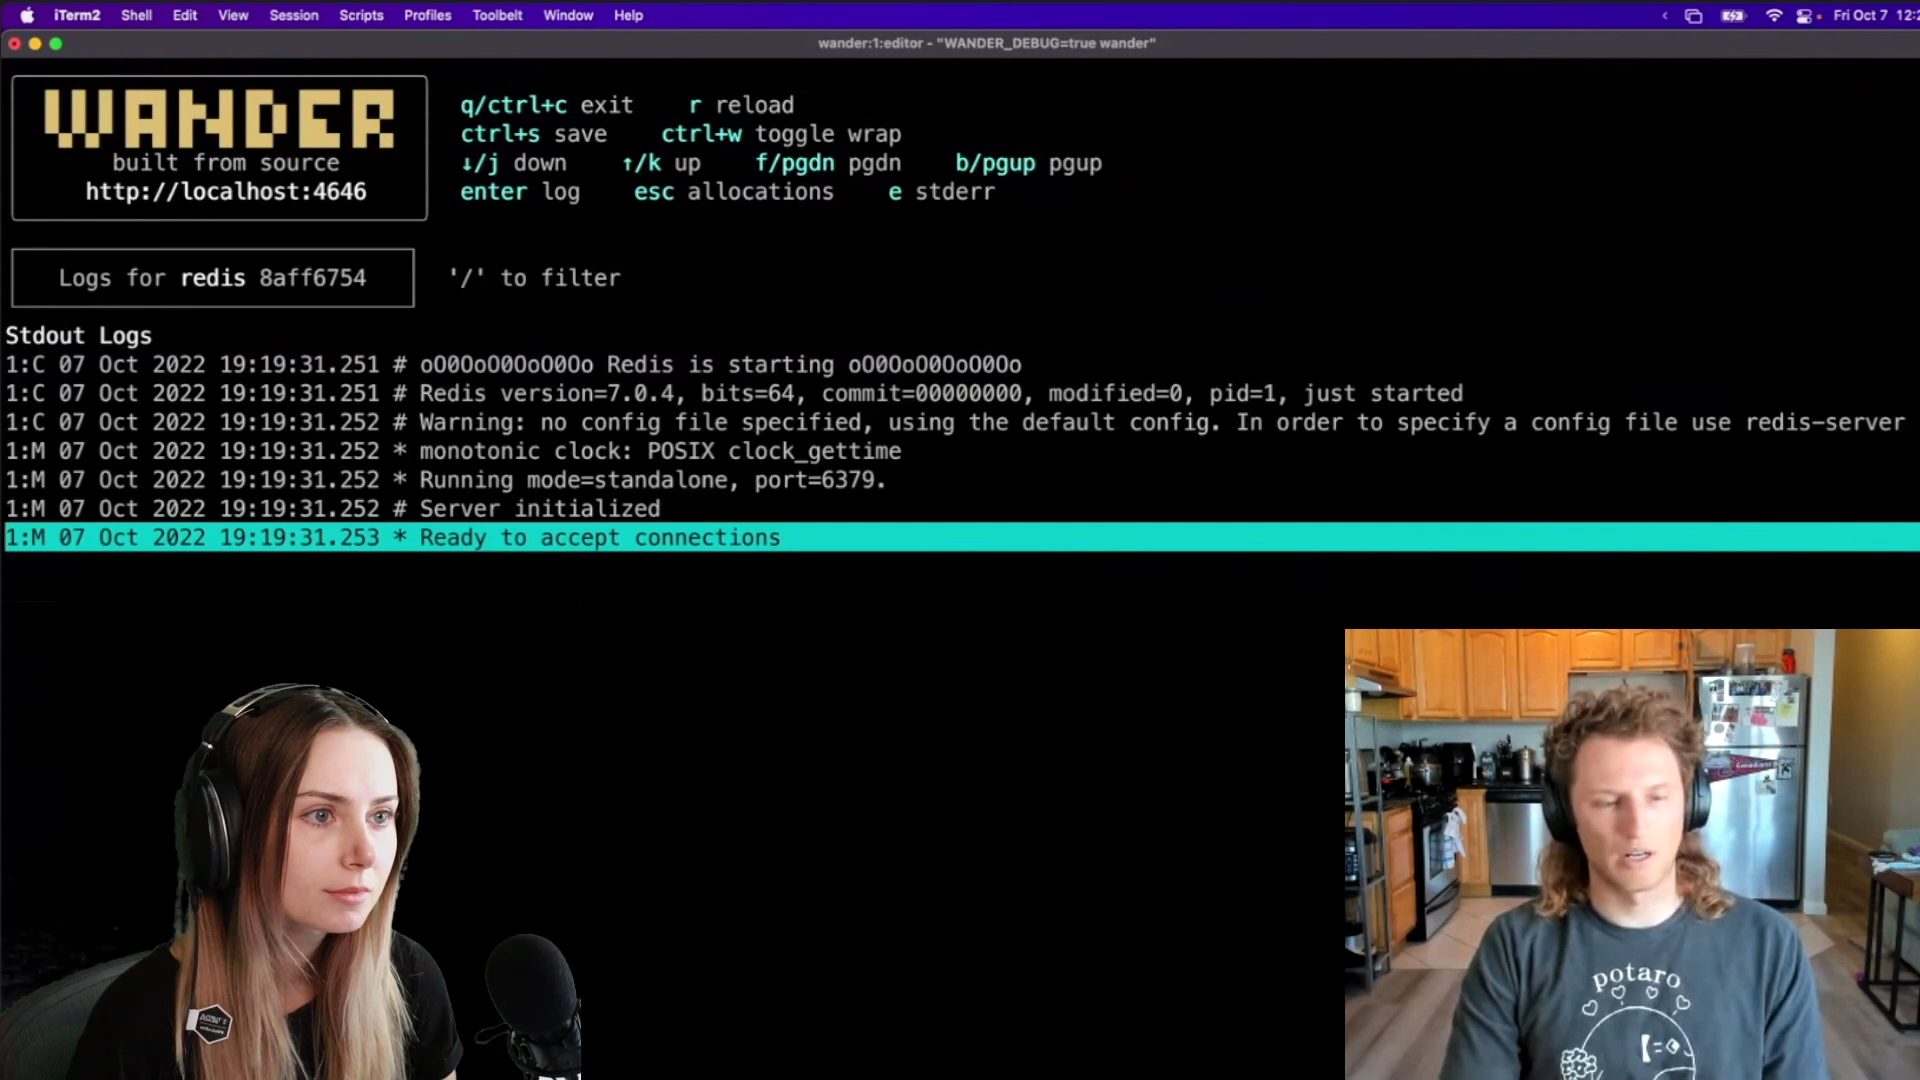 iTerm2 Shell Edit View Session Scripts Profiles Toolbelt Window Help Fri Oct 7 12:2
wander:1:editor - "WANDER_DEBUG=true wander"
WANDER
built from source
http://localhost:4646
q/ctrl+c exit r reload
ctrl+s save ctrl+w toggle wrap
↓/j down ↑/k up f/pgdn pgdn b/pgup pgup
enter log esc allocations e stderr
Logs for redis 8aff6754 '/' to filter
Stdout Logs
1:C 07 Oct 2022 19:19:31.251 # oO0OoO0OoO0Oo Redis is starting oO0OoO0OoO0Oo
1:C 07 Oct 2022 19:19:31.251 # Redis version=7.0.4, bits=64, commit=00000000, modified=0, pid=1, just started
1:C 07 Oct 2022 19:19:31.252 # Warning: no config file specified, using the default config. In order to specify a config file use redis-server
1:M 07 Oct 2022 19:19:31.252 * monotonic clock: POSIX clock_gettime
1:M 07 Oct 2022 19:19:31.252 * Running mode=standalone, port=6379.
1:M 07 Oct 2022 19:19:31.252 # Server initialized
1:M 07 Oct 2022 19:19:31.253 * Ready to accept connections
potaro